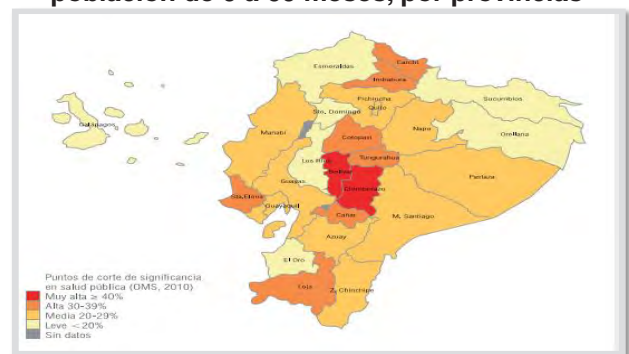 población de 0 a 60 meses, por provincias
Esmeraldas
Carchi
Imbabura
Sucumbíos
Pichincha
Quito
Sto. Domingo
Galápagos
Manabí
Cotopaxi
Napo
Orellana
Los Ríos
Tungurahua
Bolívar
Chimborazo
Pastaza
Guayas
Sta. Elena
Guayaquil
Cañar
M. Santiago
Azuay
El Oro
Loja
Z. Chinchipe
Puntos de corte de significancia
en salud pública (OMS, 2010)
Muy alta ≥ 40%
Alta 30-39%
Media 20-29%
Leve < 20%
Sin datos